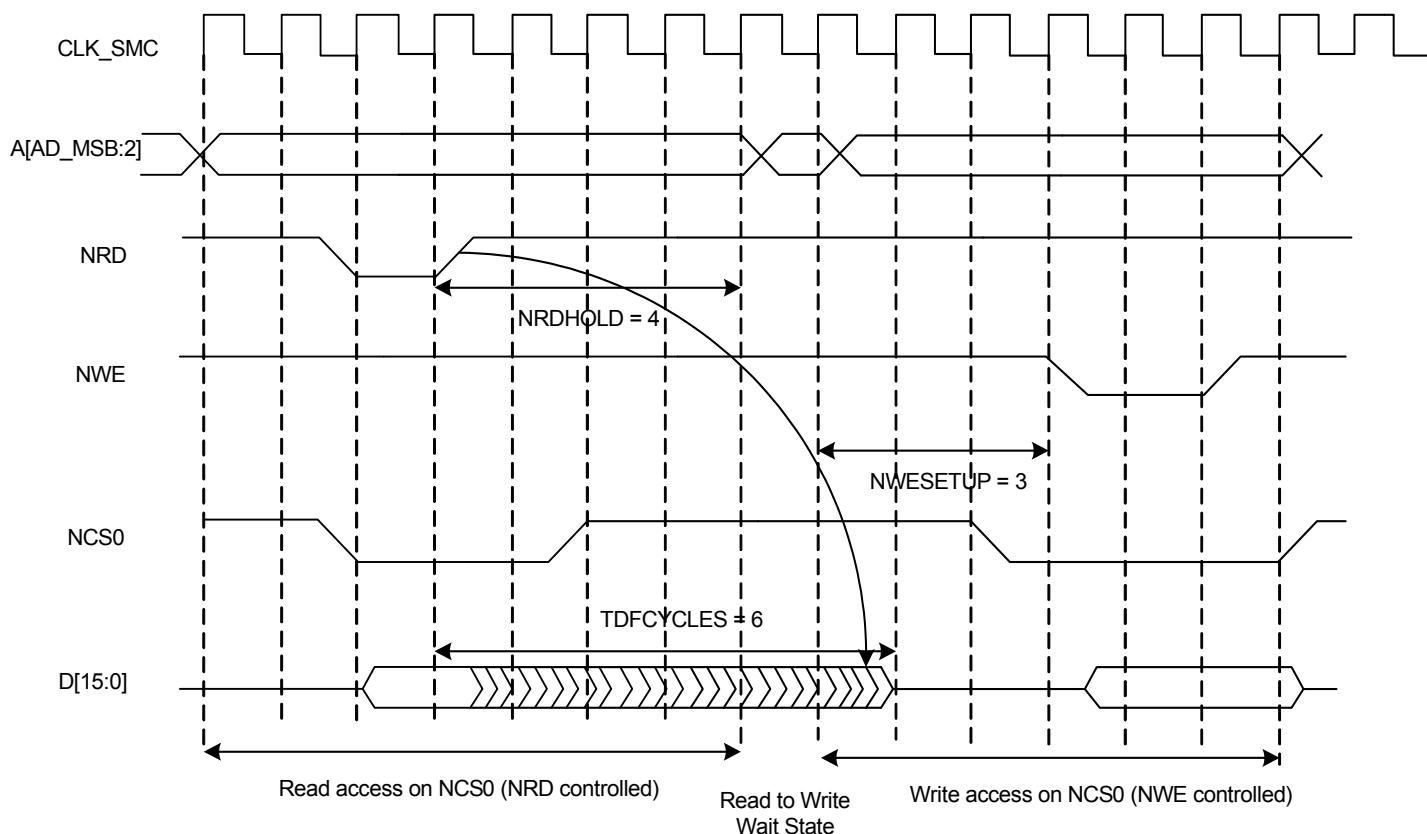 CLK_SMC
A[AD_MSB:2]
NRD
NRDHOLD = 4
NWE
NWESETUP = 3
NCS0
TDFCYCLES = 6
D[15:0]
Read access on NCS0 (NRD controlled)
Read to Write
Wait State
Write access on NCS0 (NWE controlled)